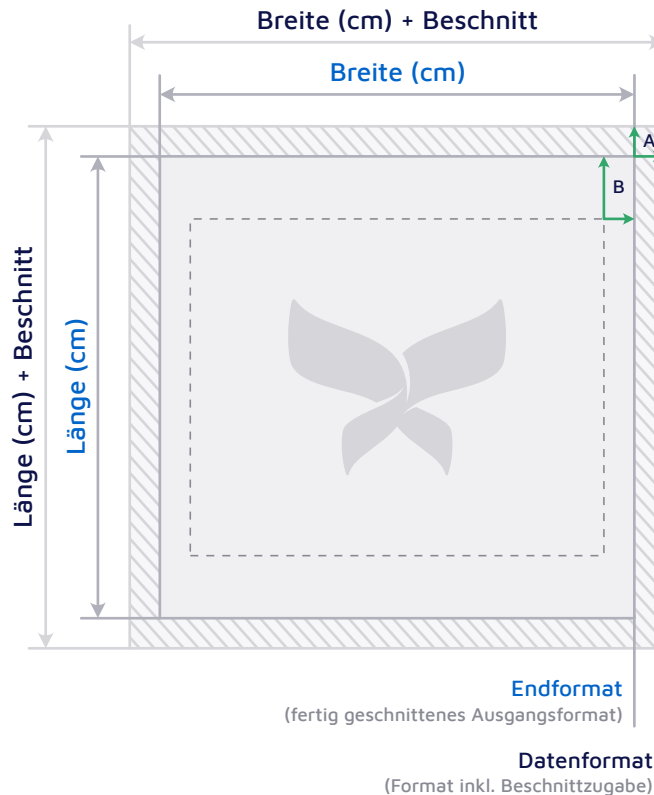 Breite (cm) + Beschnitt
Breite (cm)
A
B
Länge (cm) + Beschnitt
Länge (cm)
Endformat
(fertig geschnittenes Ausgangsformat)
Datenformat
(Format inkl. Beschnittzugabe)